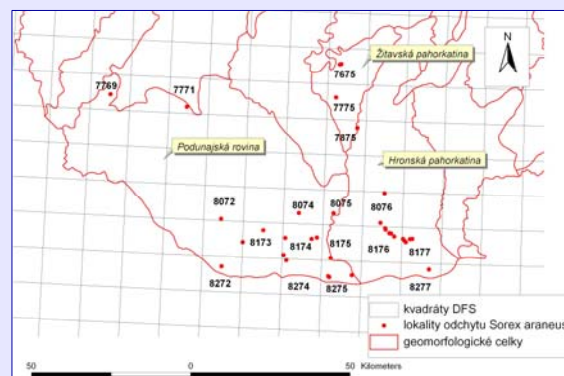 7675
Žitavská pahorkatina
N
7769
7771
7775
7875
Podunajská rovina
Hronská pahorkatina
8072
8074
8075
8076
8173
8174
8175
8176
8177
8272
8274
8275
8277
kvadráty DFS
lokality odchytu Sorex araneus
geomorfologické celky
50
0
50 Kilometers